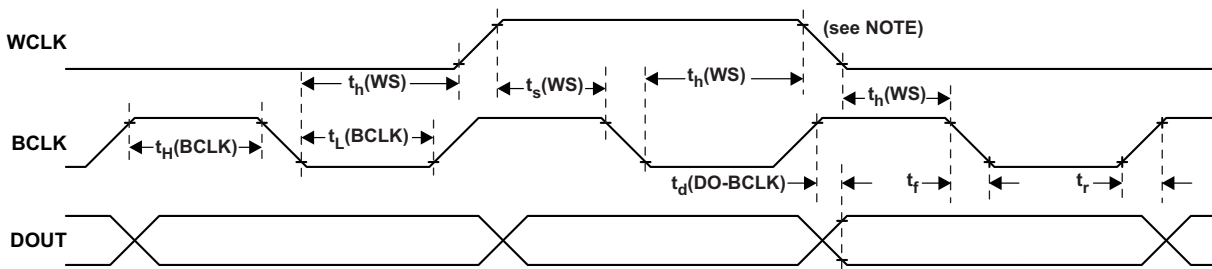 WCLK
(see NOTE)
th(WS)
ts(WS)
th(WS)
th(WS)
BCLK
tH(BCLK)
tL(BCLK)
td(DO-BCLK)
tf
tr
DOUT